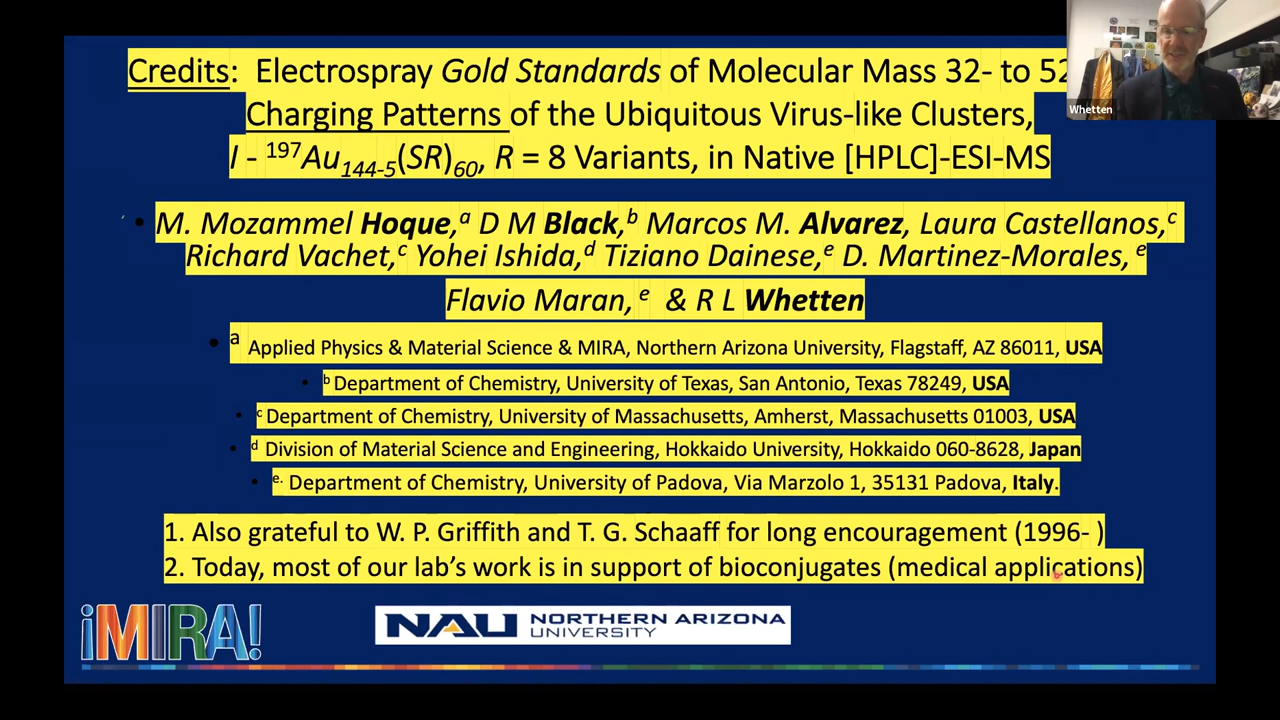 Credits: Electrospray Gold Standards of Molecular Mass 32- to 52
Charging Patterns of the Ubiquitous Virus-like Clusters,
I - ¹⁹⁷Au₁₄₄₋₅(SR)₆₀, R = 8 Variants, in Native [HPLC]-ESI-MS
Whetten
• M. Mozammel Hoque,ᵃ D M Black,ᵇ Marcos M. Alvarez, Laura Castellanos,ᶜ
Richard Vachet,ᶜ Yohei Ishida,ᵈ Tiziano Dainese,ᵉ D. Martinez-Morales, ᵉ
Flavio Maran, ᵉ & R L Whetten
• ᵃ Applied Physics & Material Science & MIRA, Northern Arizona University, Flagstaff, AZ 86011, USA
• ᵇ Department of Chemistry, University of Texas, San Antonio, Texas 78249, USA
• ᶜ Department of Chemistry, University of Massachusetts, Amherst, Massachusetts 01003, USA
• ᵈ Division of Material Science and Engineering, Hokkaido University, Hokkaido 060-8628, Japan
• ᵉ· Department of Chemistry, University of Padova, Via Marzolo 1, 35131 Padova, Italy.
1. Also grateful to W. P. Griffith and T. G. Schaaff for long encouragement (1996- )
2. Today, most of our lab's work is in support of bioconjugates (medical applications)
¡MIRA!
NAU NORTHERN ARIZONA
UNIVERSITY